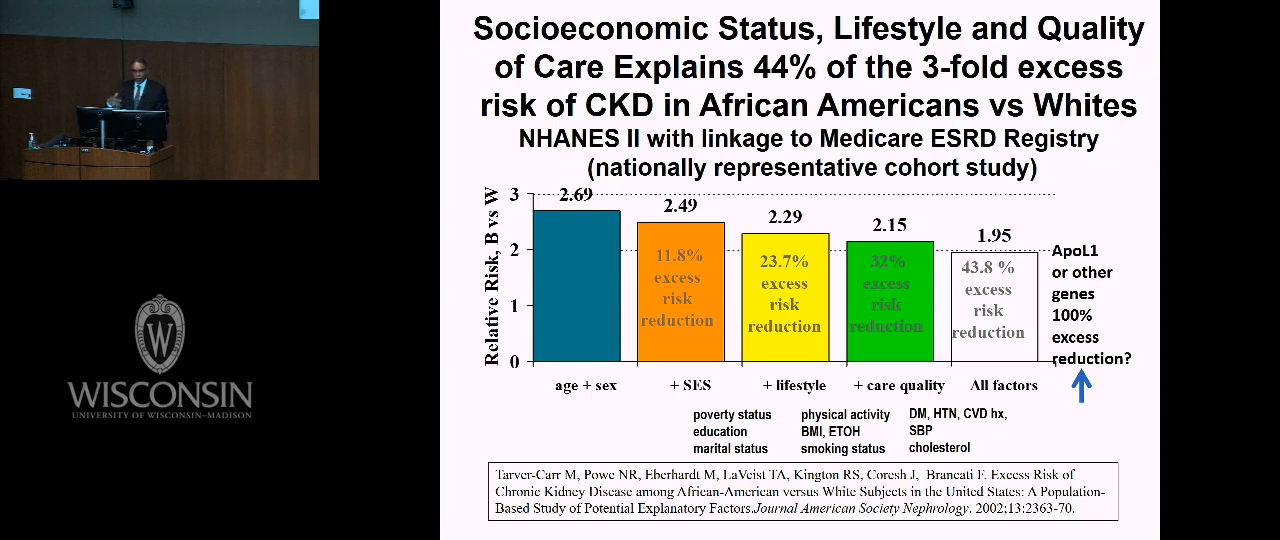 Socioeconomic Status, Lifestyle and Quality
of Care Explains 44% of the 3-fold excess
risk of CKD in African Americans vs Whites
NHANES II with linkage to Medicare ESRD Registry
(nationally representative cohort study)
Relative Risk, B vs W
3
2
1
0
2.69
2.49
2.29
2.15
1.95
11.8%
excess
risk
reduction
23.7%
excess
risk
reduction
32%
excess
risk
reduction
43.8 %
excess
risk
reduction
ApoL1
or other
genes
100%
excess
reduction?
age + sex
+ SES
+ lifestyle
+ care quality
All factors
poverty status
education
marital status
physical activity
BMI, ETOH
smoking status
DM, HTN, CVD hx,
SBP
cholesterol
Tarver-Carr M, Powe NR, Eberhardt M, LaVeist TA, Kington RS, Coresh J, Brancati F. Excess Risk of
Chronic Kidney Disease among African-American versus White Subjects in the United States: A Population-
Based Study of Potential Explanatory Factors.Journal American Society Nephrology. 2002;13:2363-70.
W
WISCONSIN
UNIVERSITY OF WISCONSIN–MADISON